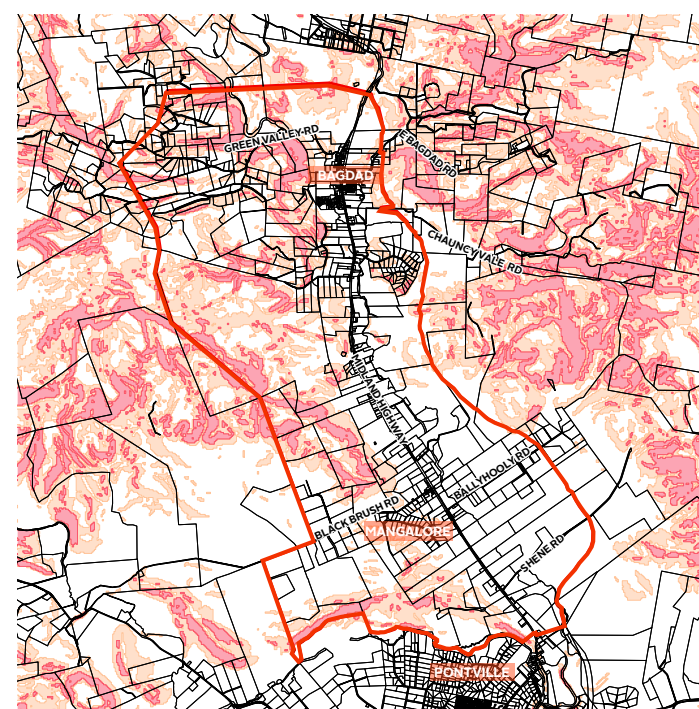 GREEN VALLEY RD
E BAGDAD RD
BAGDAD
CHAUNCY VALE RD
MIDLAND HIGHWAY
BALLYHOOLY RD
BLACK BRUSH RD
MANGALORE
SHENE RD
PONTVILLE